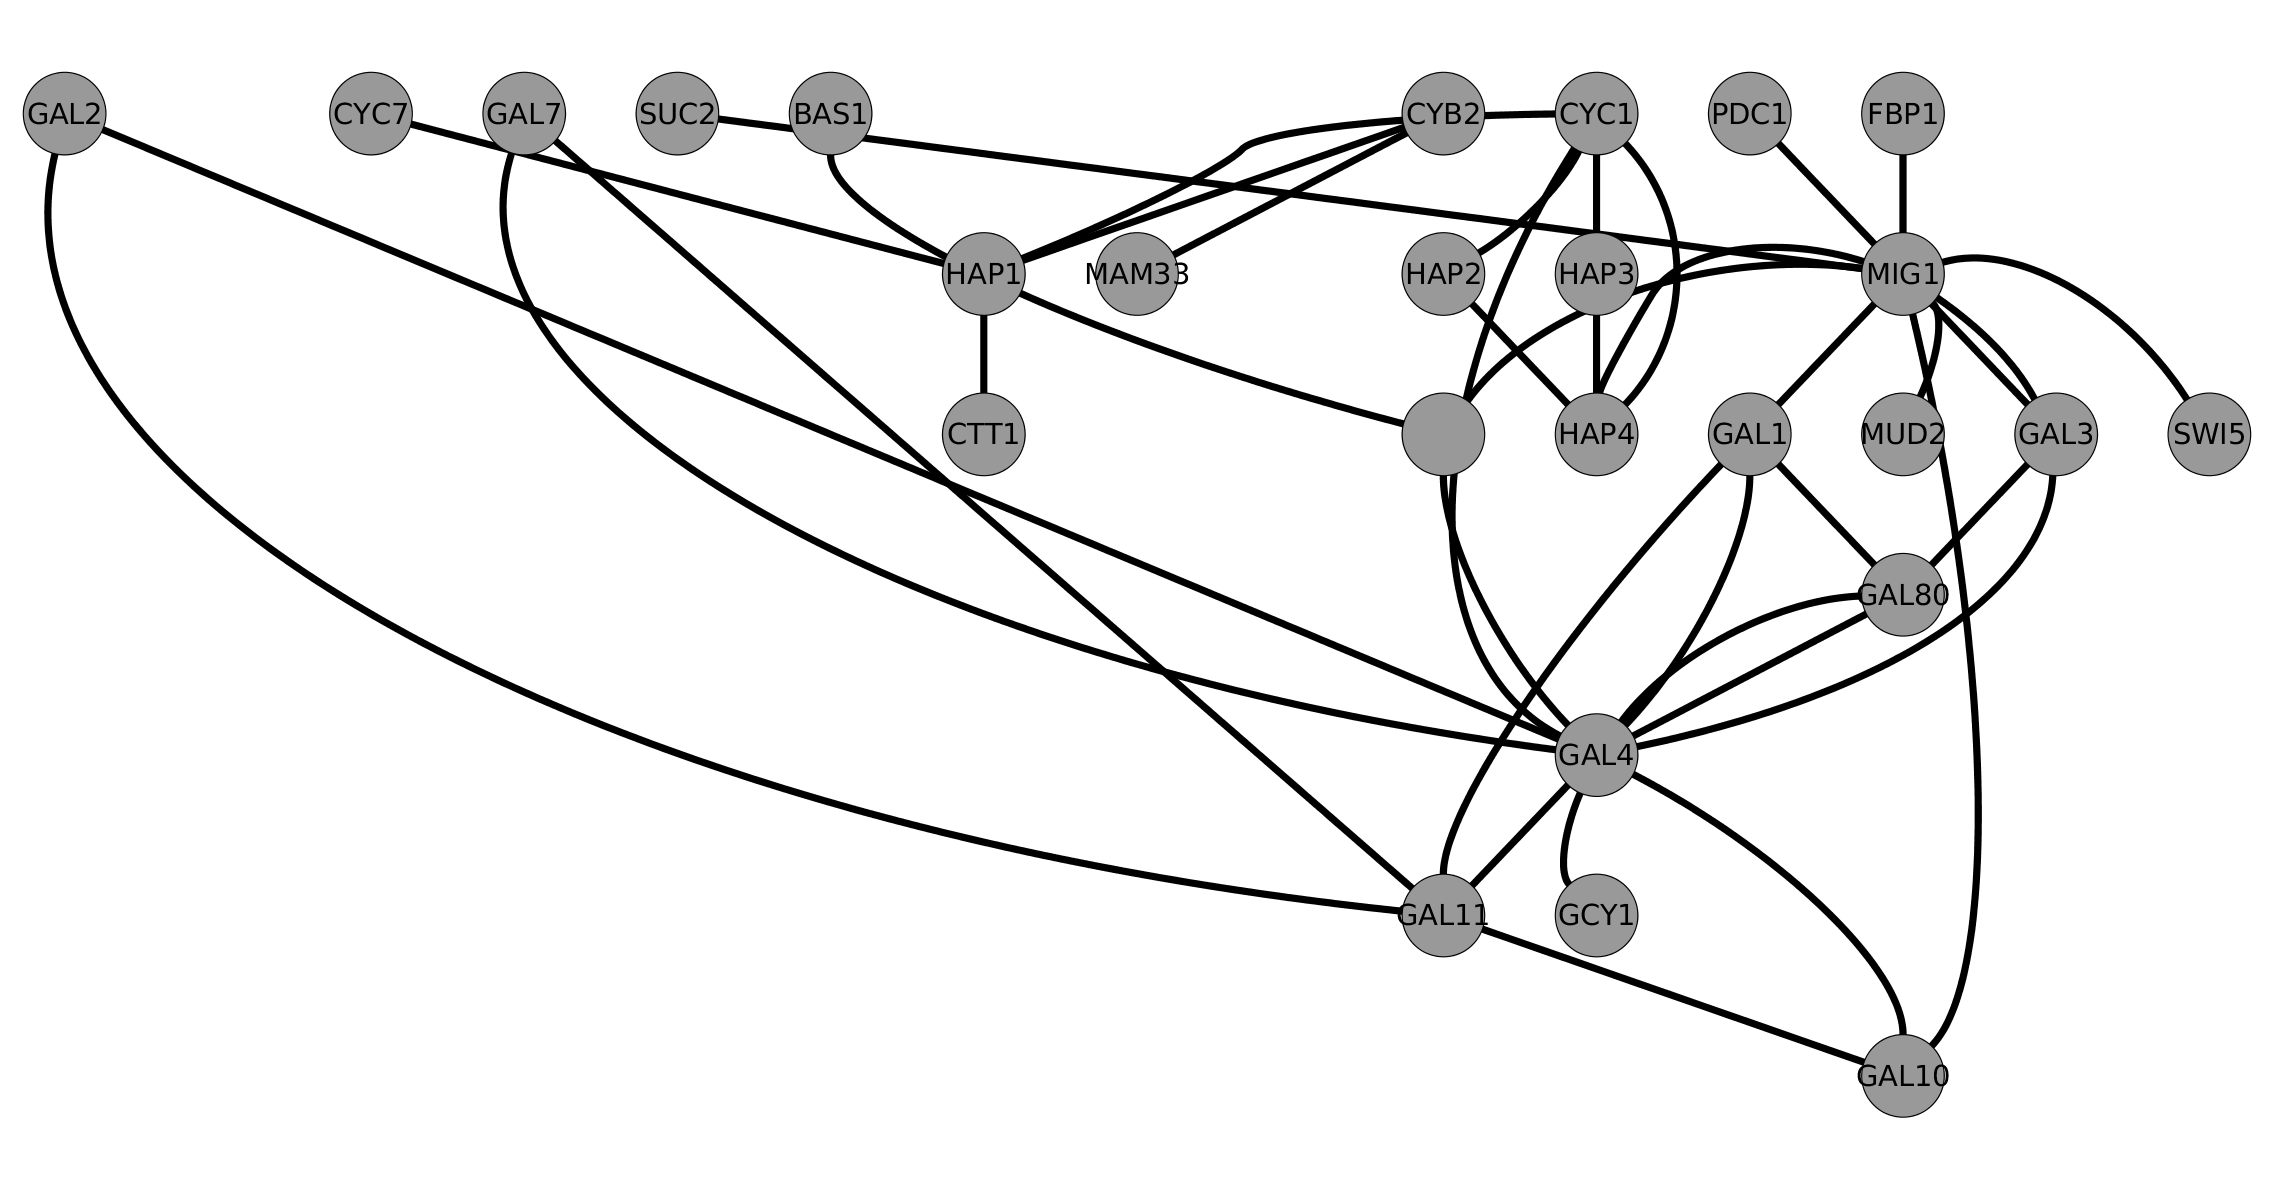 GAL2
CYC7
GAL7
SUC2
BAS1
CYB2
CYC1
PDC1
FBP1
HAP1
MAM33
HAP2
HAP3
MIG1
CTT1
HAP4
GAL1
MUD2
GAL3
SWI5
GAL80
GAL4
GAL11
GCY1
GAL10